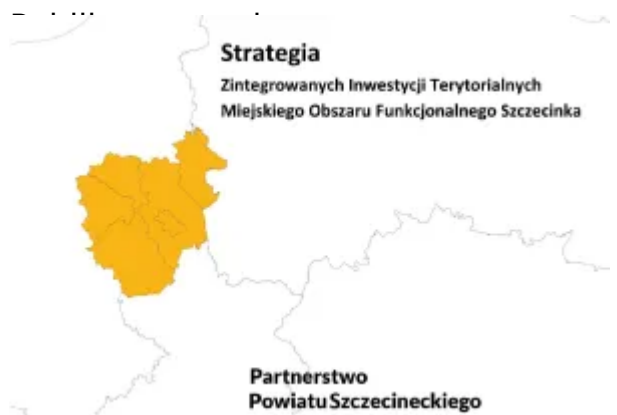 Strategia
Zintegrowanych Inwestycji Terytorialnych
Miejskiego Obszaru Funkcjonalnego Szczecinka
Partnerstwo
Powiatu Szczecineckiego